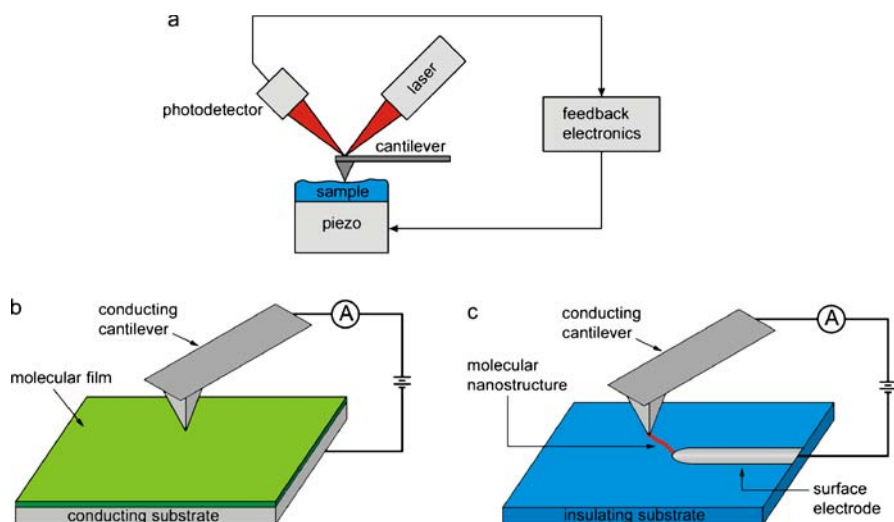 a
laser
photodetector
feedback
electronics
cantilever
sample
piezo
b
conducting
cantilever
A
molecular film
conducting substrate
c
conducting
cantilever
A
molecular
nanostructure
surface
electrode
insulating substrate